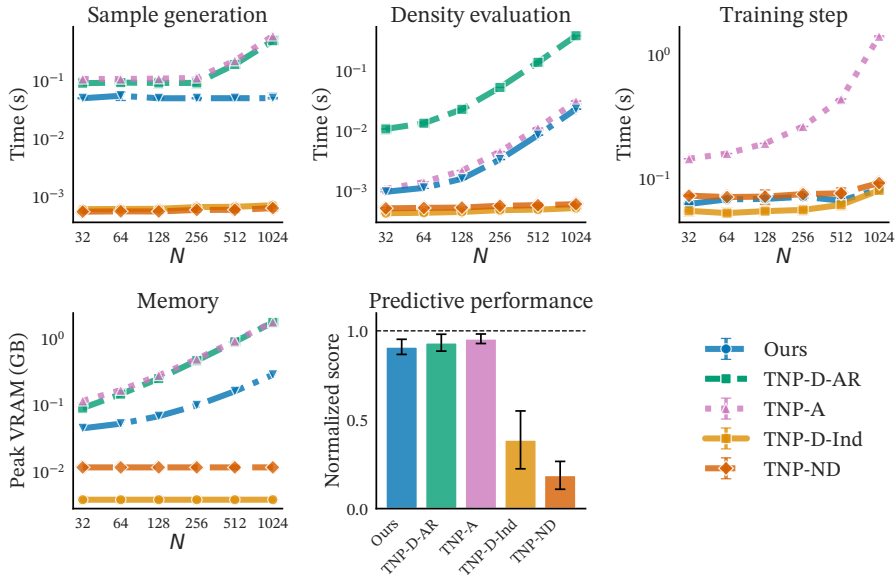 Sample generation
Time (s)
10⁻¹
10⁻²
10⁻³
32 64 128 256 512 1024
N
Density evaluation
Time (s)
10⁻¹
10⁻²
10⁻³
32 64 128 256 512 1024
N
Training step
Time (s)
10⁰
10⁻¹
32 64 128 256 512 1024
N
Memory
Peak VRAM (GB)
10⁰
10⁻¹
10⁻²
32 64 128 256 512 1024
N
Predictive performance
Normalized score
1.0
0.5
0.0
Ours
TNP-D-AR
TNP-A
TNP-D-Ind
TNP-ND
Ours
TNP-D-AR
TNP-A
TNP-D-Ind
TNP-ND